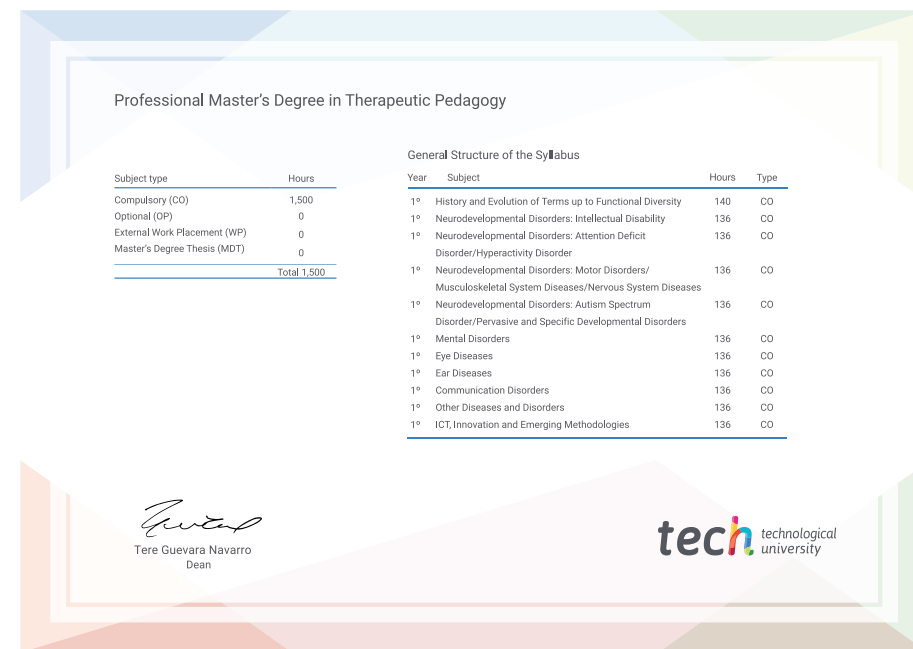 Professional Master's Degree in Therapeutic Pedagogy
Subject type Hours
Compulsory (CO) 1,500
Optional (OP) 0
External Work Placement (WP) 0
Master's Degree Thesis (MDT) 0
Total 1,500
General Structure of the Syllabus
Year Subject Hours Type
1º History and Evolution of Terms up to Functional Diversity 140 CO
1º Neurodevelopmental Disorders: Intellectual Disability 136 CO
1º Neurodevelopmental Disorders: Attention Deficit 136 CO
Disorder/Hyperactivity Disorder
1º Neurodevelopmental Disorders: Motor Disorders/ 136 CO
Musculoskeletal System Diseases/Nervous System Diseases
1º Neurodevelopmental Disorders: Autism Spectrum 136 CO
Disorder/Pervasive and Specific Developmental Disorders
1º Mental Disorders 136 CO
1º Eye Diseases 136 CO
1º Ear Diseases 136 CO
1º Communication Disorders 136 CO
1º Other Diseases and Disorders 136 CO
1º ICT, Innovation and Emerging Methodologies 136 CO
Tere Guevara Navarro
Dean
tech technological
university